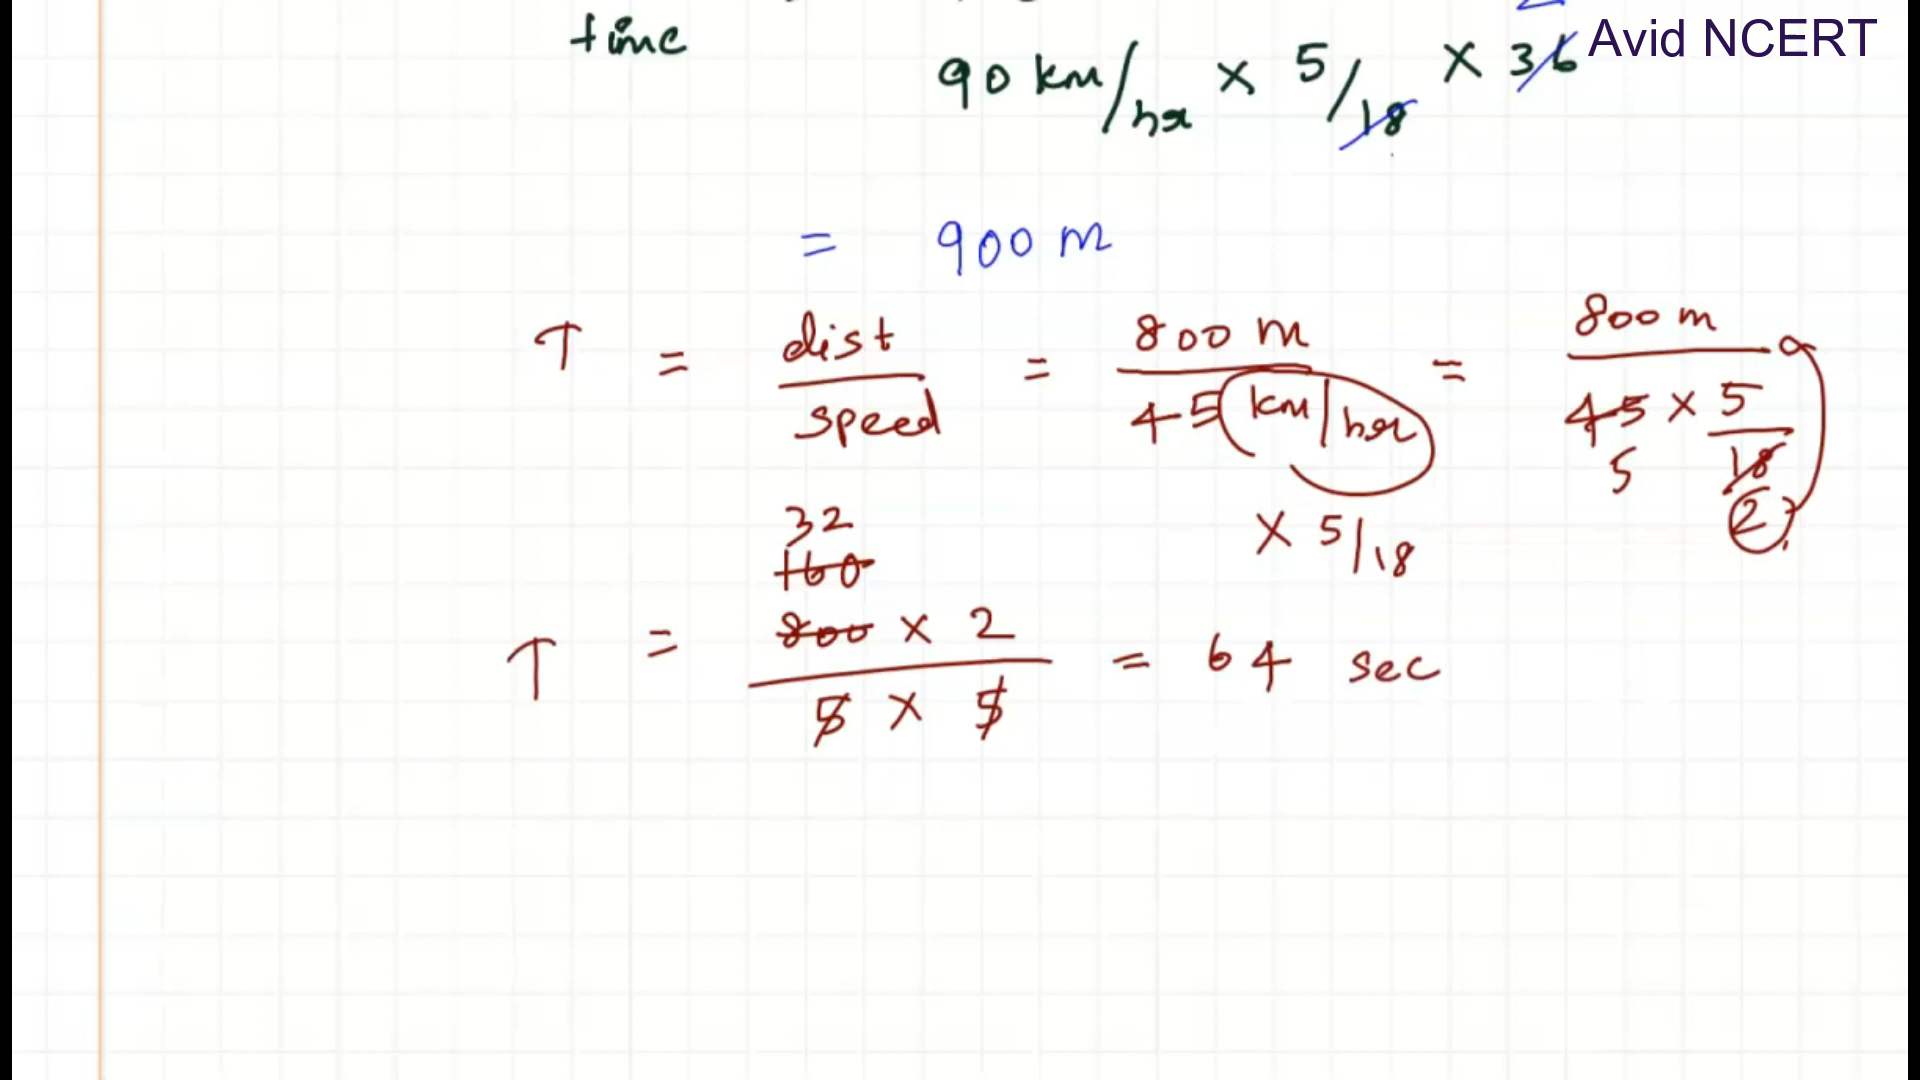 Avid NCERT
time
90 km/hr × 5/18 × 36
= 900 m
T = dist/speed = 800 m/45 km/hr = 800 m/45 × 5/18
5 2
× 5/18
32
160
T = 800 × 2/5 × 5 = 64 sec